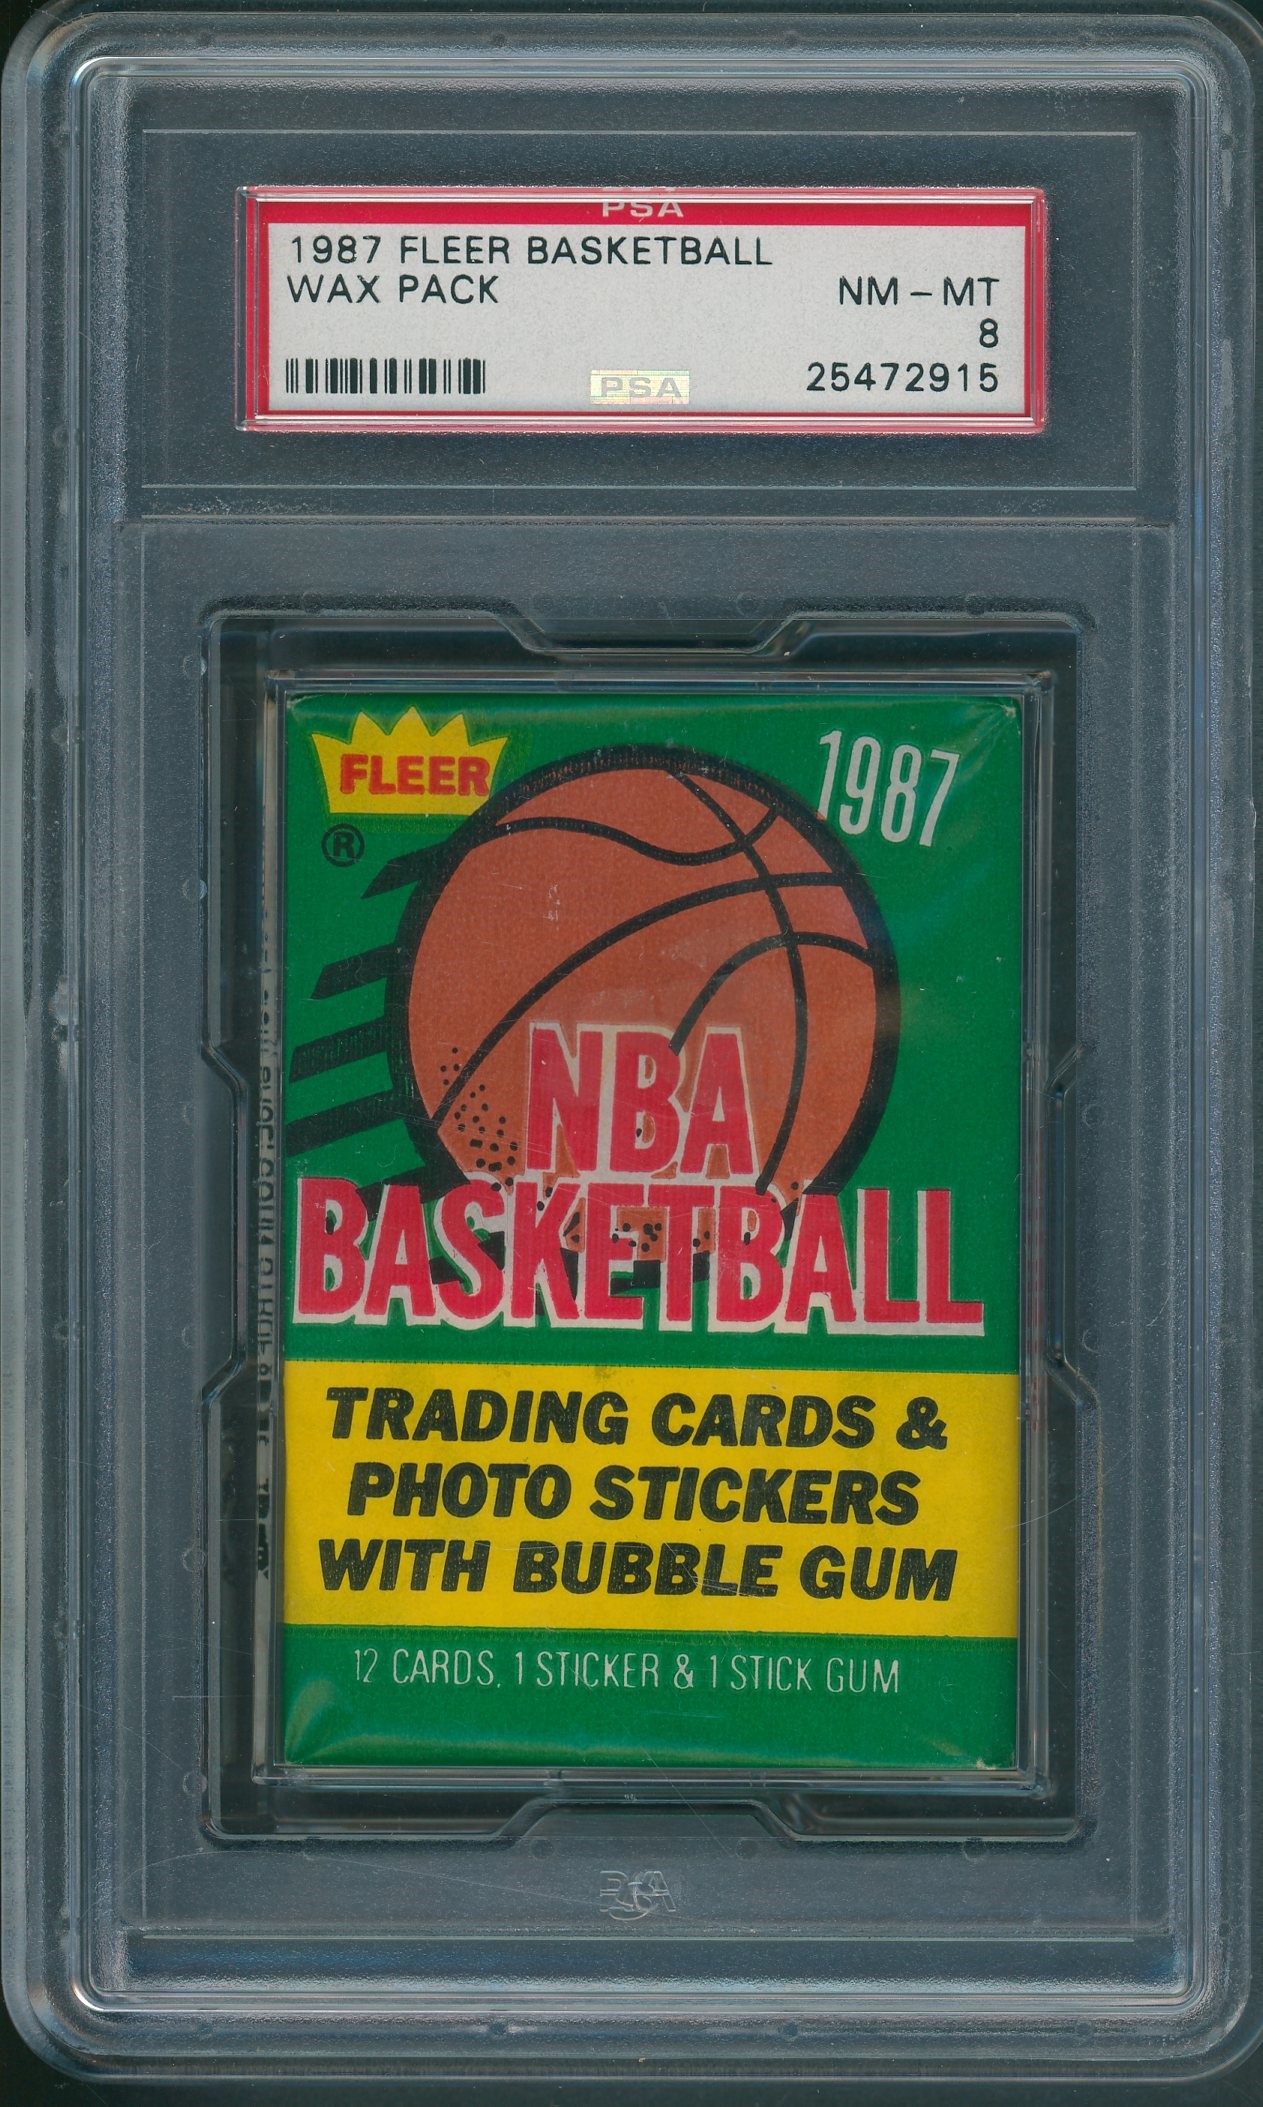 PSA
1987 FLEER BASKETBALL
WAX PACK
NM - MT
8
PSA
25472915
FLEER
®
1987
NBA
BASKETBALL
TRADING CARDS &
PHOTO STICKERS
WITH BUBBLE GUM
12 CARDS, 1 STICKER & 1 STICK GUM
PSA